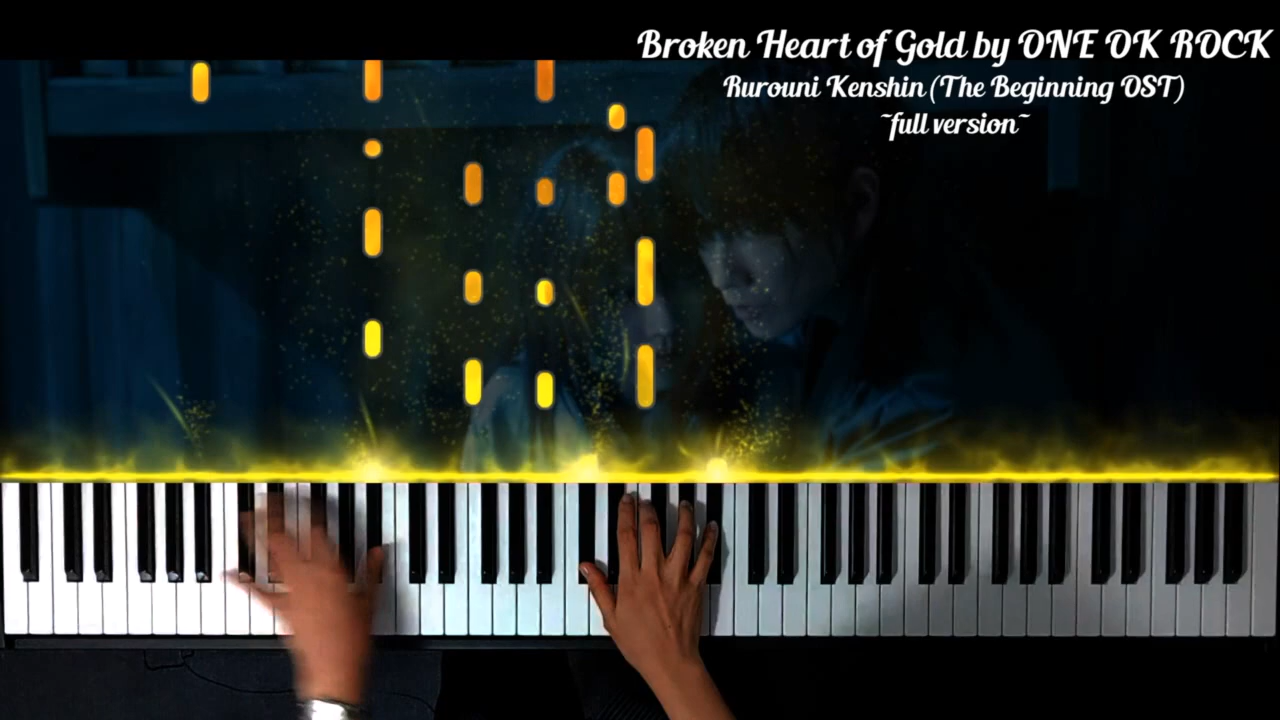 Broken Heart of Gold by ONE OK ROCK
Rurouni Kenshin (The Beginning OST)
~full version~